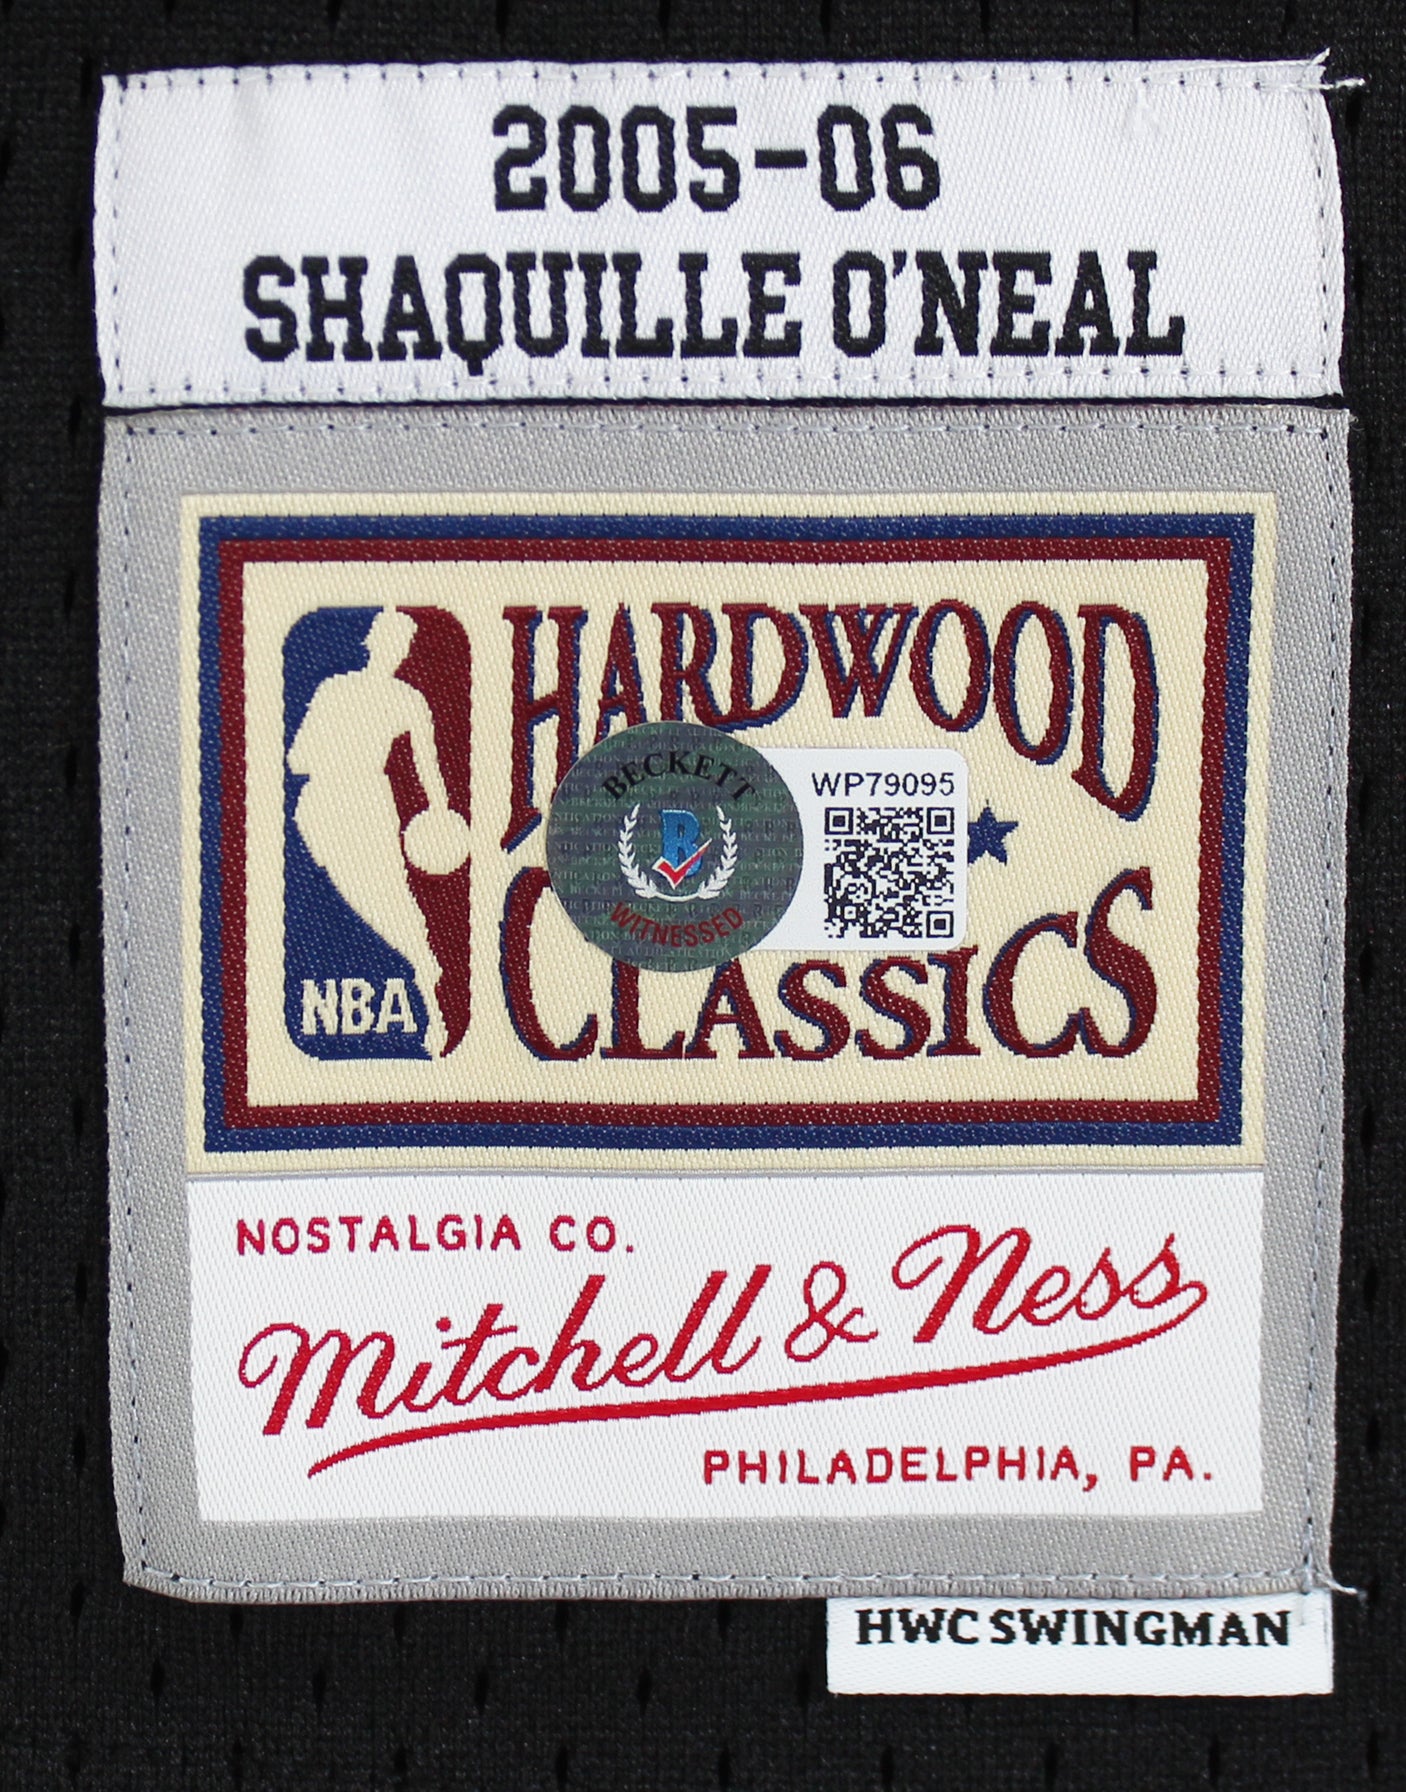 2005-06
SHAQUILLE O'NEAL
HARDWOOD
BECKETT
WP79095
WITNESSED
CLASSICS
NBA
NOSTALGIA CO.
Mitchell & Ness
PHILADELPHIA, PA.
HWC SWINGMAN